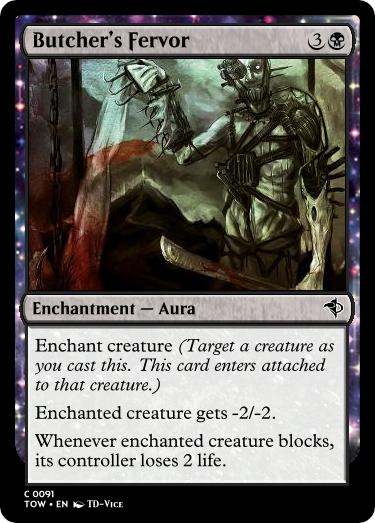 Butcher's Fervor 3
Enchantment — Aura
Enchant creature (Target a creature as
you cast this. This card enters attached
to that creature.)
Enchanted creature gets -2/-2.
Whenever enchanted creature blocks,
its controller loses 2 life.
C 0091
TOW • EN TD-Vice